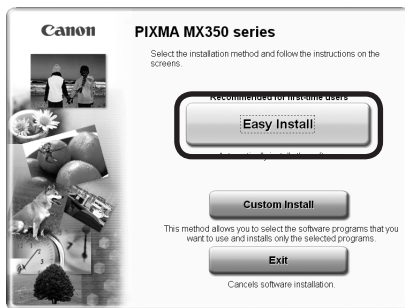 Canon
PIXMA MX350 series
Select the installation method and follow the instructions on the
screens.
Recommended for first-time users
Easy Install
Custom Install
This method allows you to select the software programs that you
want to use and installs only the selected programs.
Exit
Cancels software installation.